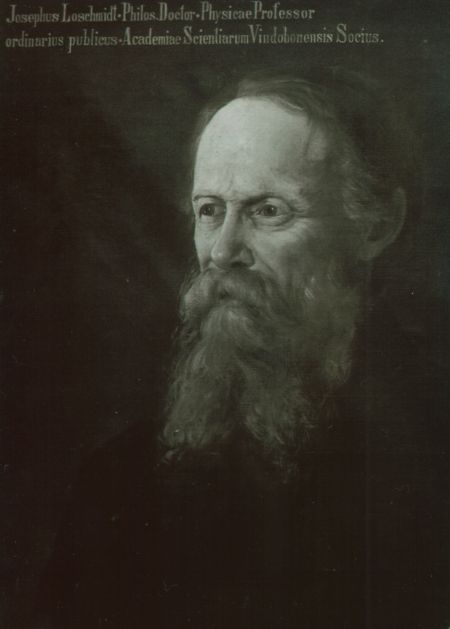 Josephus Loschmidt·Philos. Doctor·Physicae Professor
ordinarius publicus·Academiae Scientiarum Vindobonensis Socius.